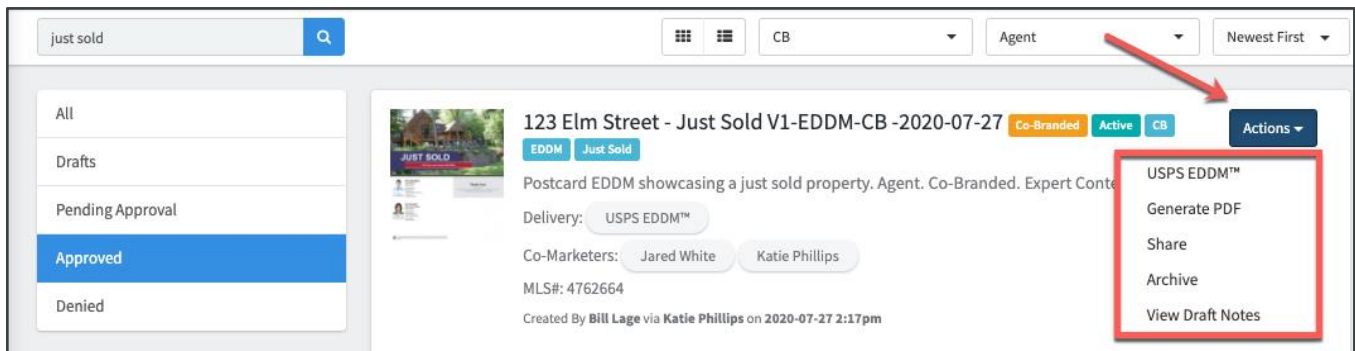 just sold
CB
Agent
Newest First
All
Drafts
Pending Approval
Approved
Denied
JUST SOLD
123 Elm Street - Just Sold V1-EDDM-CB -2020-07-27 Co-Branded Active CB
EDDM Just Sold
Postcard EDDM showcasing a just sold property. Agent. Co-Branded. Expert Conte
Delivery: USPS EDDM™
Co-Marketers: Jared White Katie Phillips
MLS#: 4762664
Created By Bill Lage via Katie Phillips on 2020-07-27 2:17pm
Actions
USPS EDDM™
Generate PDF
Share
Archive
View Draft Notes